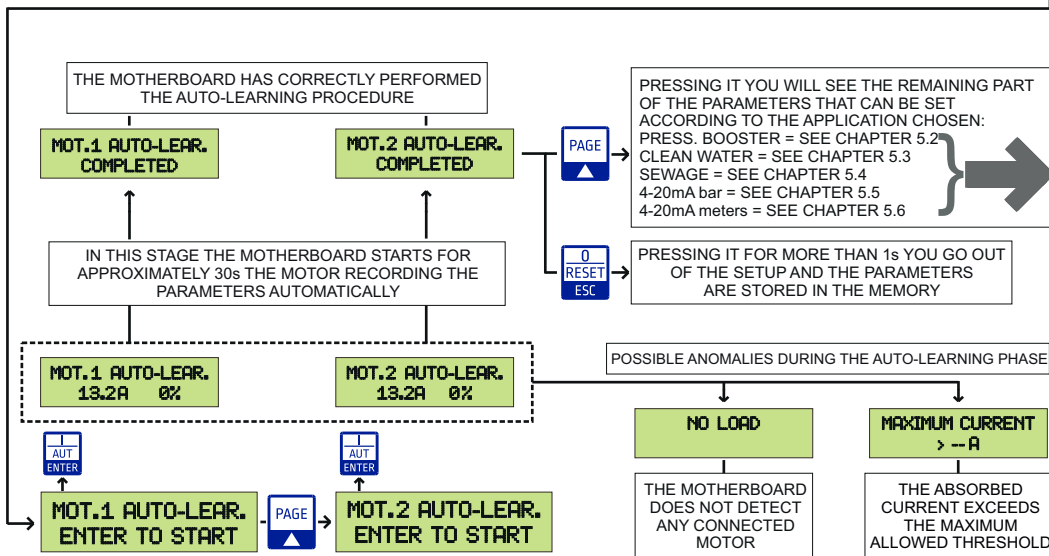 THE MOTHERBOARD HAS CORRECTLY PERFORMED
THE AUTO-LEARNING PROCEDURE
MOT.1 AUTO-LEAR.
COMPLETED
MOT.2 AUTO-LEAR.
COMPLETED
PAGE
PRESSING IT YOU WILL SEE THE REMAINING PART
OF THE PARAMETERS THAT CAN BE SET
ACCORDING TO THE APPLICATION CHOSEN:
PRESS. BOOSTER = SEE CHAPTER 5.2
CLEAN WATER = SEE CHAPTER 5.3
SEWAGE = SEE CHAPTER 5.4
4-20mA bar = SEE CHAPTER 5.5
4-20mA meters = SEE CHAPTER 5.6
IN THIS STAGE THE MOTHERBOARD STARTS FOR
APPROXIMATELY 30s THE MOTOR RECORDING THE
PARAMETERS AUTOMATICALLY
0
RESET
ESC
PRESSING IT FOR MORE THAN 1s YOU GO OUT
OF THE SETUP AND THE PARAMETERS
ARE STORED IN THE MEMORY
MOT.1 AUTO-LEAR.
13.2A 0%
MOT.2 AUTO-LEAR.
13.2A 0%
POSSIBLE ANOMALIES DURING THE AUTO-LEARNING PHASE
NO LOAD
MAXIMUM CURRENT
> --A
THE MOTHERBOARD
DOES NOT DETECT
ANY CONNECTED
MOTOR
THE ABSORBED
CURRENT EXCEEDS
THE MAXIMUM
ALLOWED THRESHOLD
I
AUT
ENTER
I
AUT
ENTER
MOT.1 AUTO-LEAR.
ENTER TO START
PAGE
MOT.2 AUTO-LEAR.
ENTER TO START